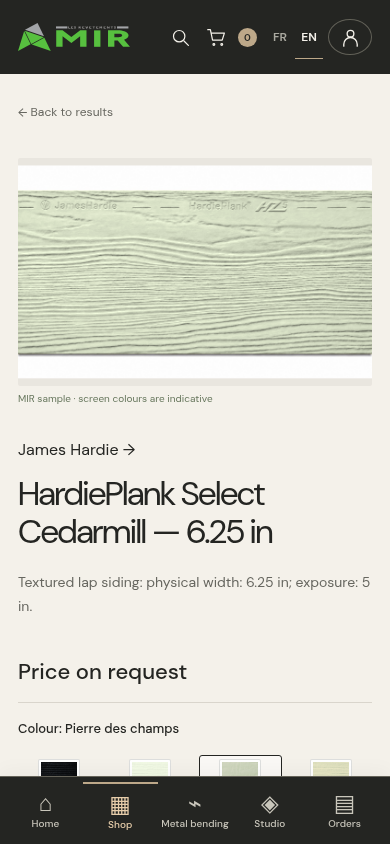 LES REVÊTEMENTS
MIR
0
FR
EN
← Back to results
JamesHardie
HardiePlank® HZ5
MIR sample · screen colours are indicative
James Hardie →
HardiePlank Select
Cedarmill — 6.25 in
Textured lap siding: physical width: 6.25 in; exposure: 5
in.
Price on request
Colour: Pierre des champs
Home
Shop
Metal bending
Studio
Orders